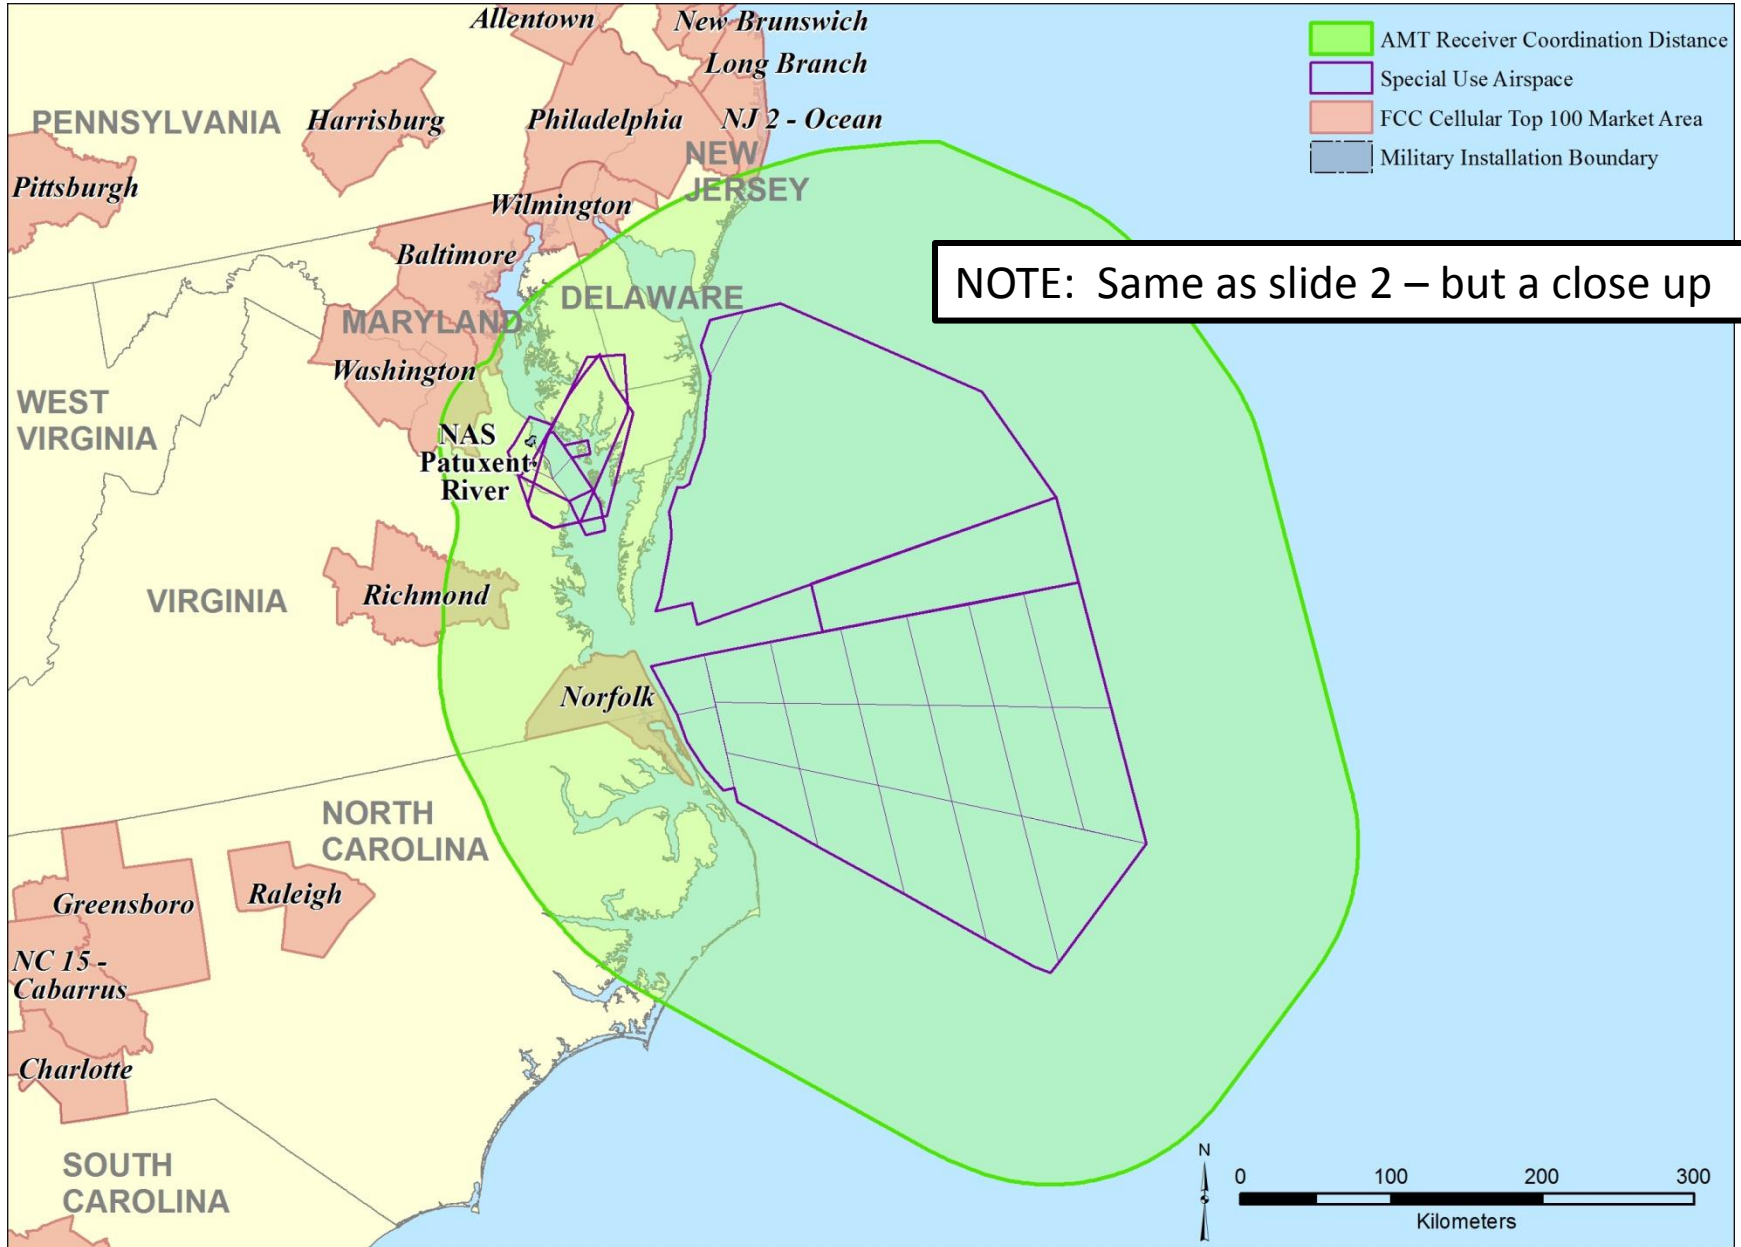 Allentown
New Brunswick
Long Branch
PENNSYLVANIA
Harrisburg
Philadelphia
NJ 2 - Ocean
NEW
JERSEY
Pittsburgh
Wilmington
Baltimore
DELAWARE
MARYLAND
Washington
WEST
VIRGINIA
NAS
Patuxent
River
VIRGINIA
Richmond
Norfolk
NORTH
CAROLINA
Greensboro
Raleigh
NC 15 -
Cabarrus
Charlotte
SOUTH
CAROLINA
AMT Receiver Coordination Distance
Special Use Airspace
FCC Cellular Top 100 Market Area
Military Installation Boundary
NOTE:  Same as slide 2 – but a close up
N
0 100 200 300
Kilometers